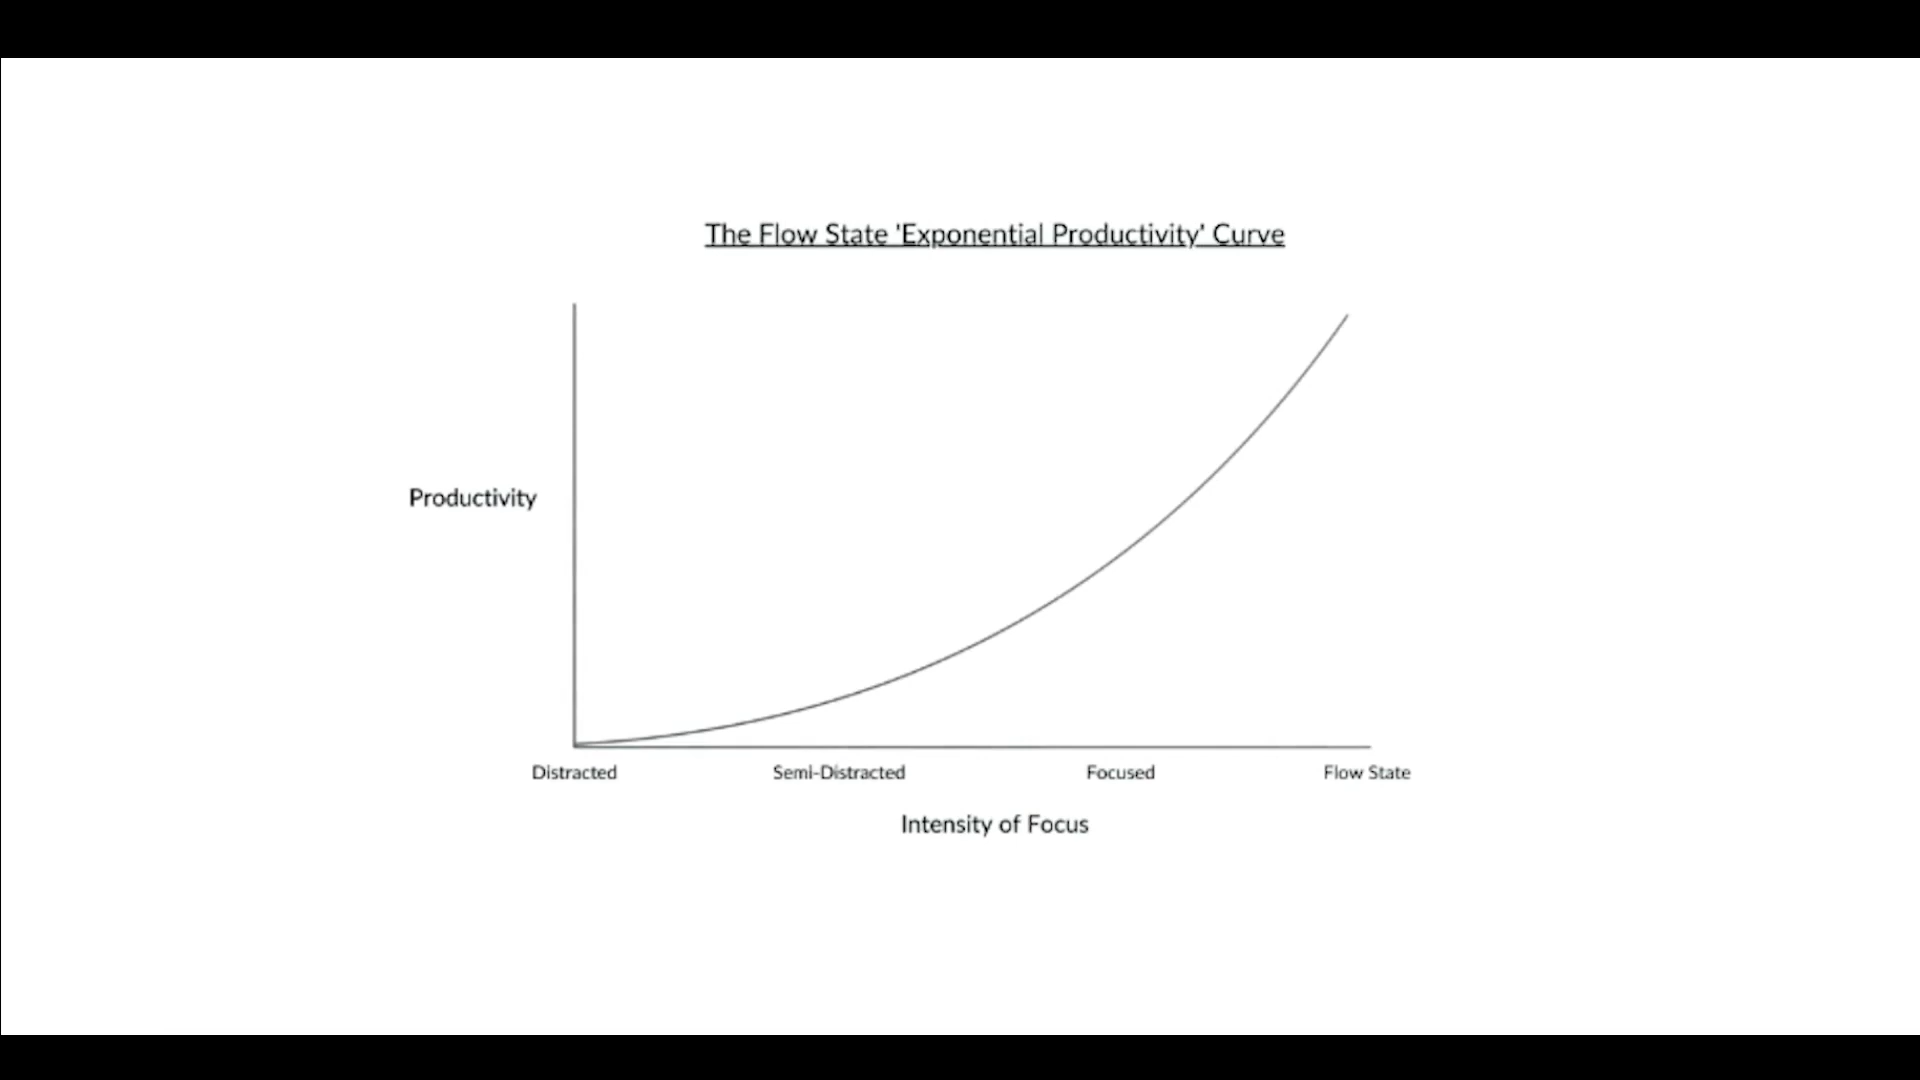 The Flow State 'Exponential Productivity' Curve
Productivity
Distracted
Semi-Distracted
Focused
Flow State
Intensity of Focus